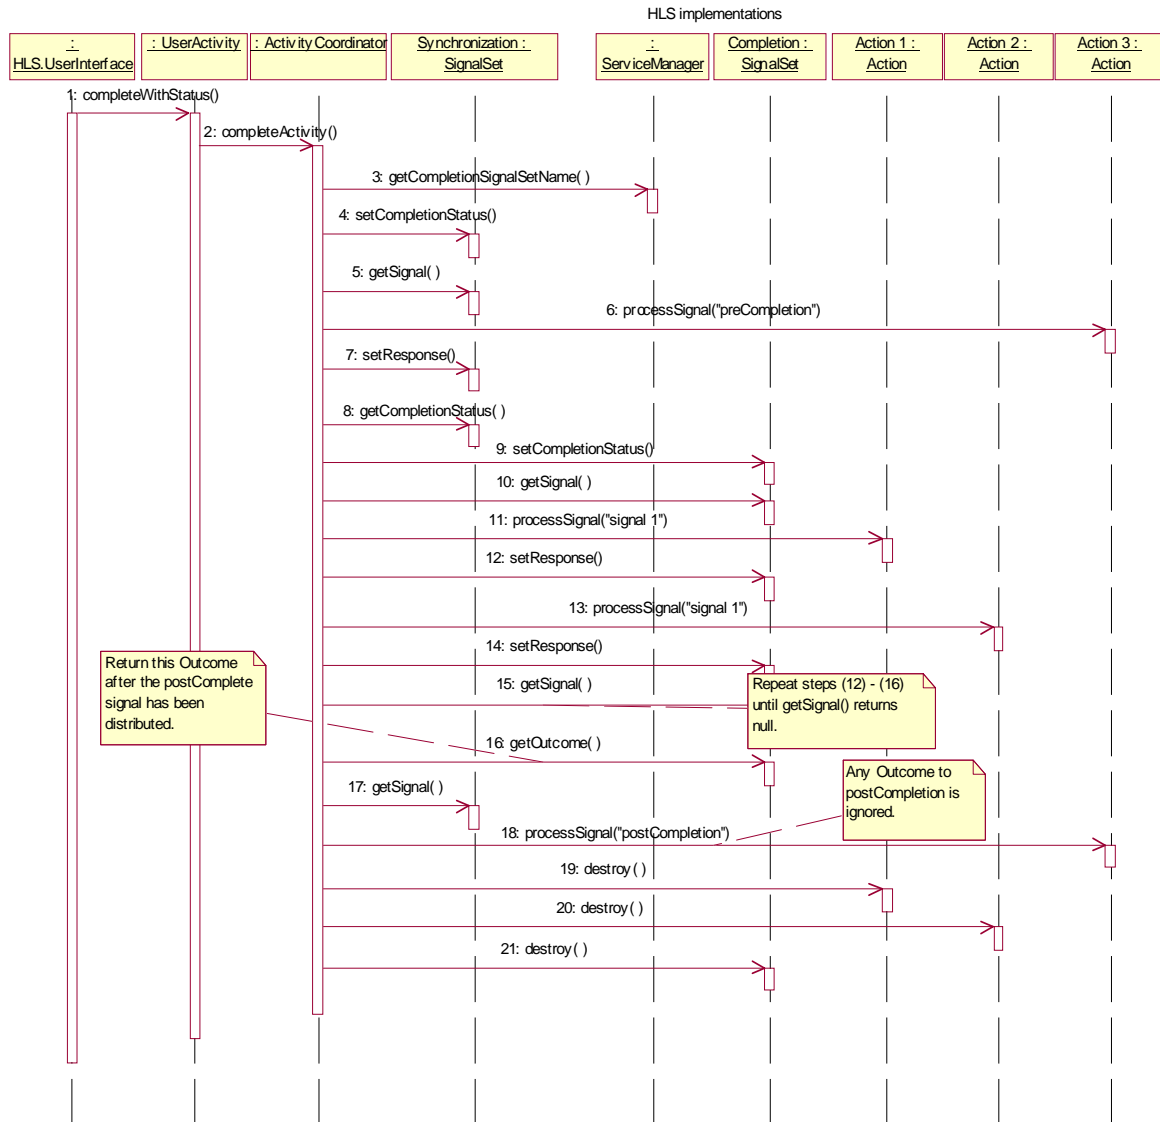 HLS implementations
:
HLS.UserInterface
: UserActivity
: Activity Coordinator
Synchronization :
SignalSet
:
ServiceManager
Completion :
SignalSet
Action 1 :
Action
Action 2 :
Action
Action 3 :
Action
1: completeWithStatus()
2: completeActivity()
3: getCompletionSignalSetName( )
4: setCompletionStatus()
5: getSignal( )
6: processSignal("preCompletion")
7: setResponse()
8: getCompletionStatus( )
9: setCompletionStatus()
10: getSignal( )
11: processSignal("signal 1")
12: setResponse()
13: processSignal("signal 1")
14: setResponse()
Return this Outcome
after the postComplete
signal has been
distributed.
15: getSignal( )
Repeat steps (12) - (16)
until getSignal() returns
null.
16: getOutcome( )
Any Outcome to
postCompletion is
ignored.
17: getSignal( )
18: processSignal("postCompletion")
19: destroy( )
20: destroy( )
21: destroy( )